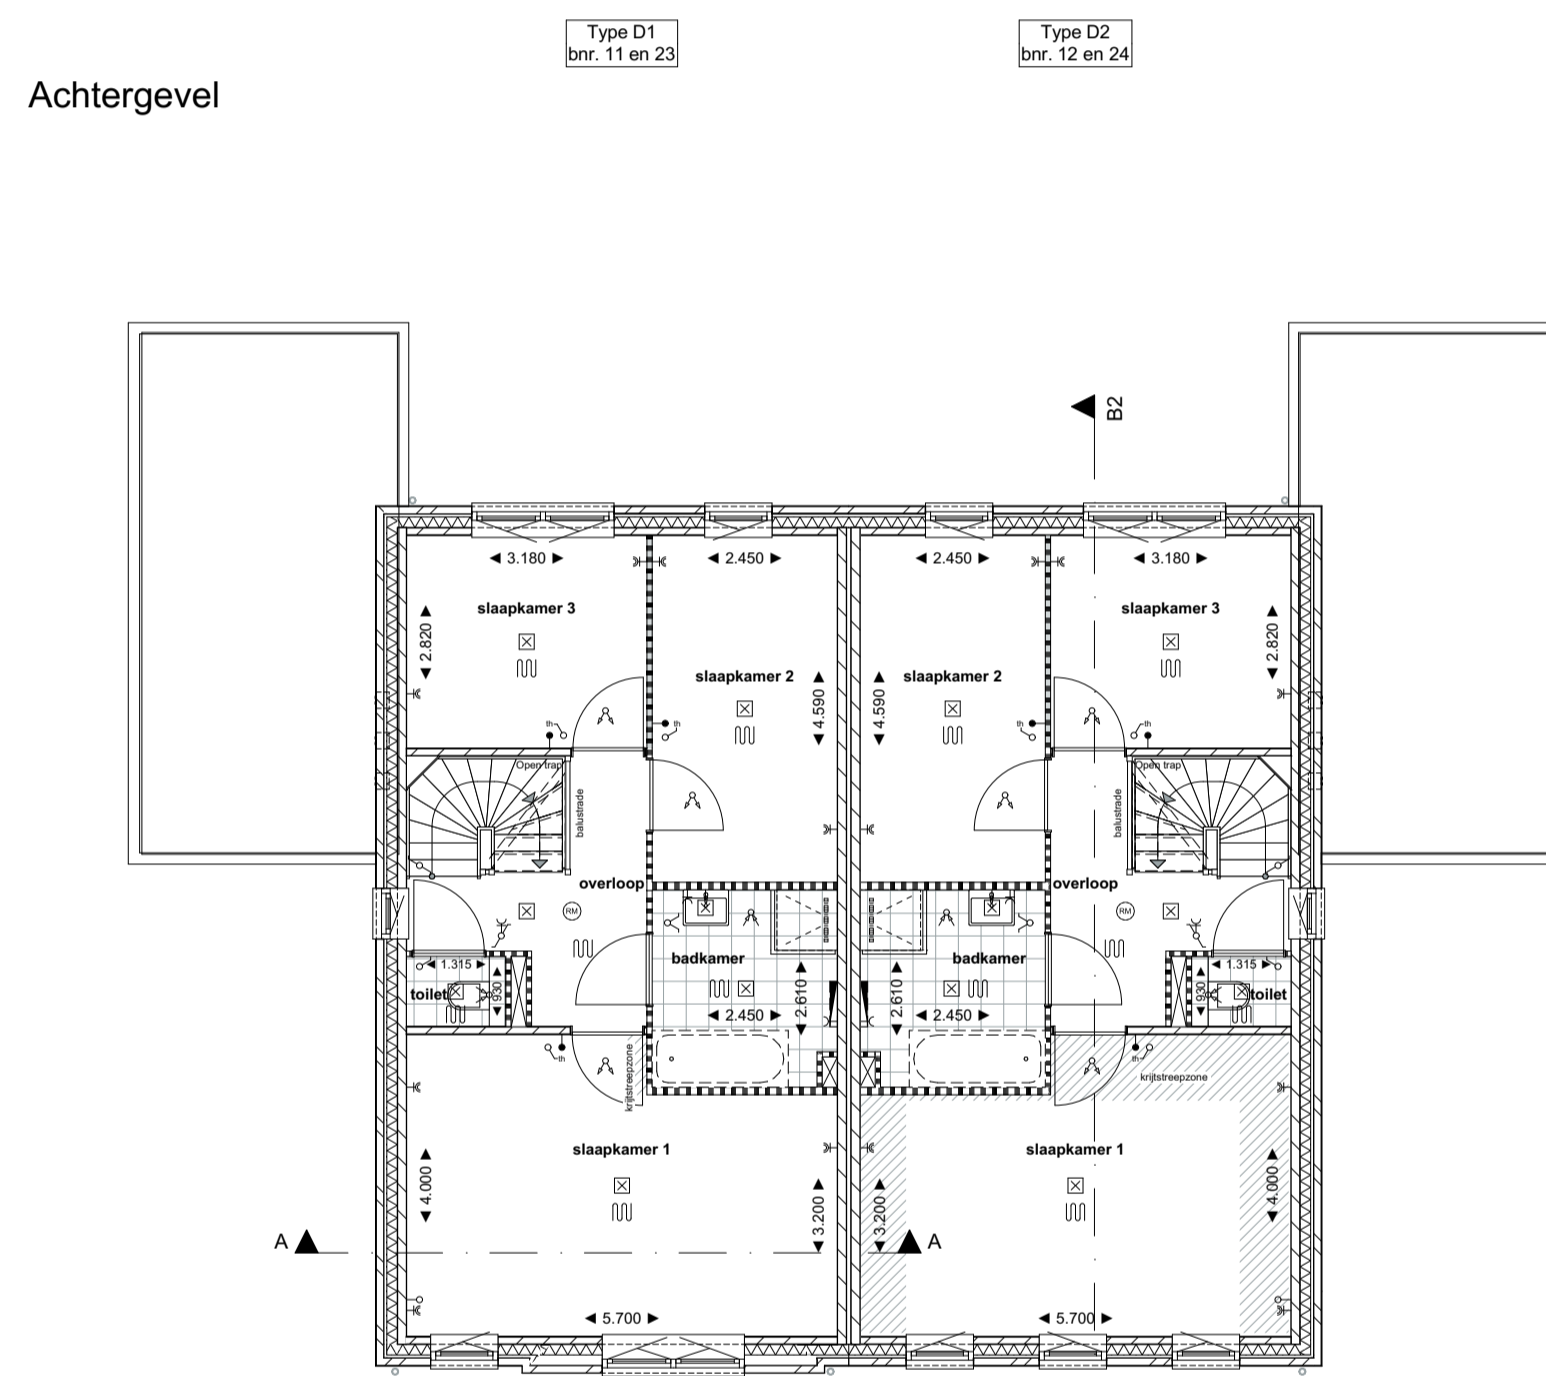 Type D1
bnr. 11 en 23
Type D2
bnr. 12 en 24
Achtergevel
B2
3.180
2.450
2.450
3.180
slaapkamer 3
slaapkamer 3
2.820
2.820
slaapkamer 2
slaapkamer 2
4.590
4.590
th
th
th
th
Open trap
Open trap
balustrade
balustrade
overloop
overloop
RM
RM
badkamer
badkamer
1.315
1.315
toilet
930
930
toilet
2.610
2.610
2.450
2.450
th
th
krijtstreepzone
krijtstreepzone
slaapkamer 1
slaapkamer 1
4.000
3.200
3.200
4.000
A
A
5.700
5.700